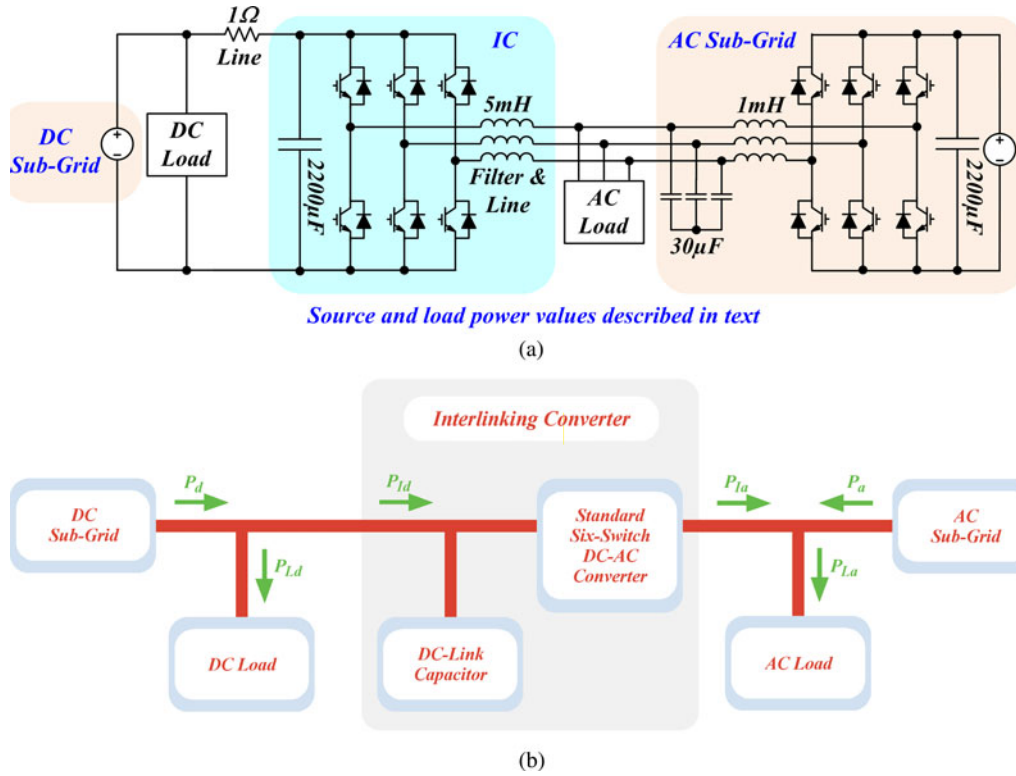 1Ω
Line
IC
AC Sub-Grid
DC
Sub-Grid
DC
Load
2200μF
5mH
Filter &
Line
AC
Load
1mH
30μF
2200μF
Source and load power values described in text
(a)
Interlinking Converter
Pd
PId
PIa
Pa
DC
Sub-Grid
Standard
Six-Switch
DC-AC
Converter
AC
Sub-Grid
PLd
PLa
DC Load
DC-Link
Capacitor
AC Load
(b)